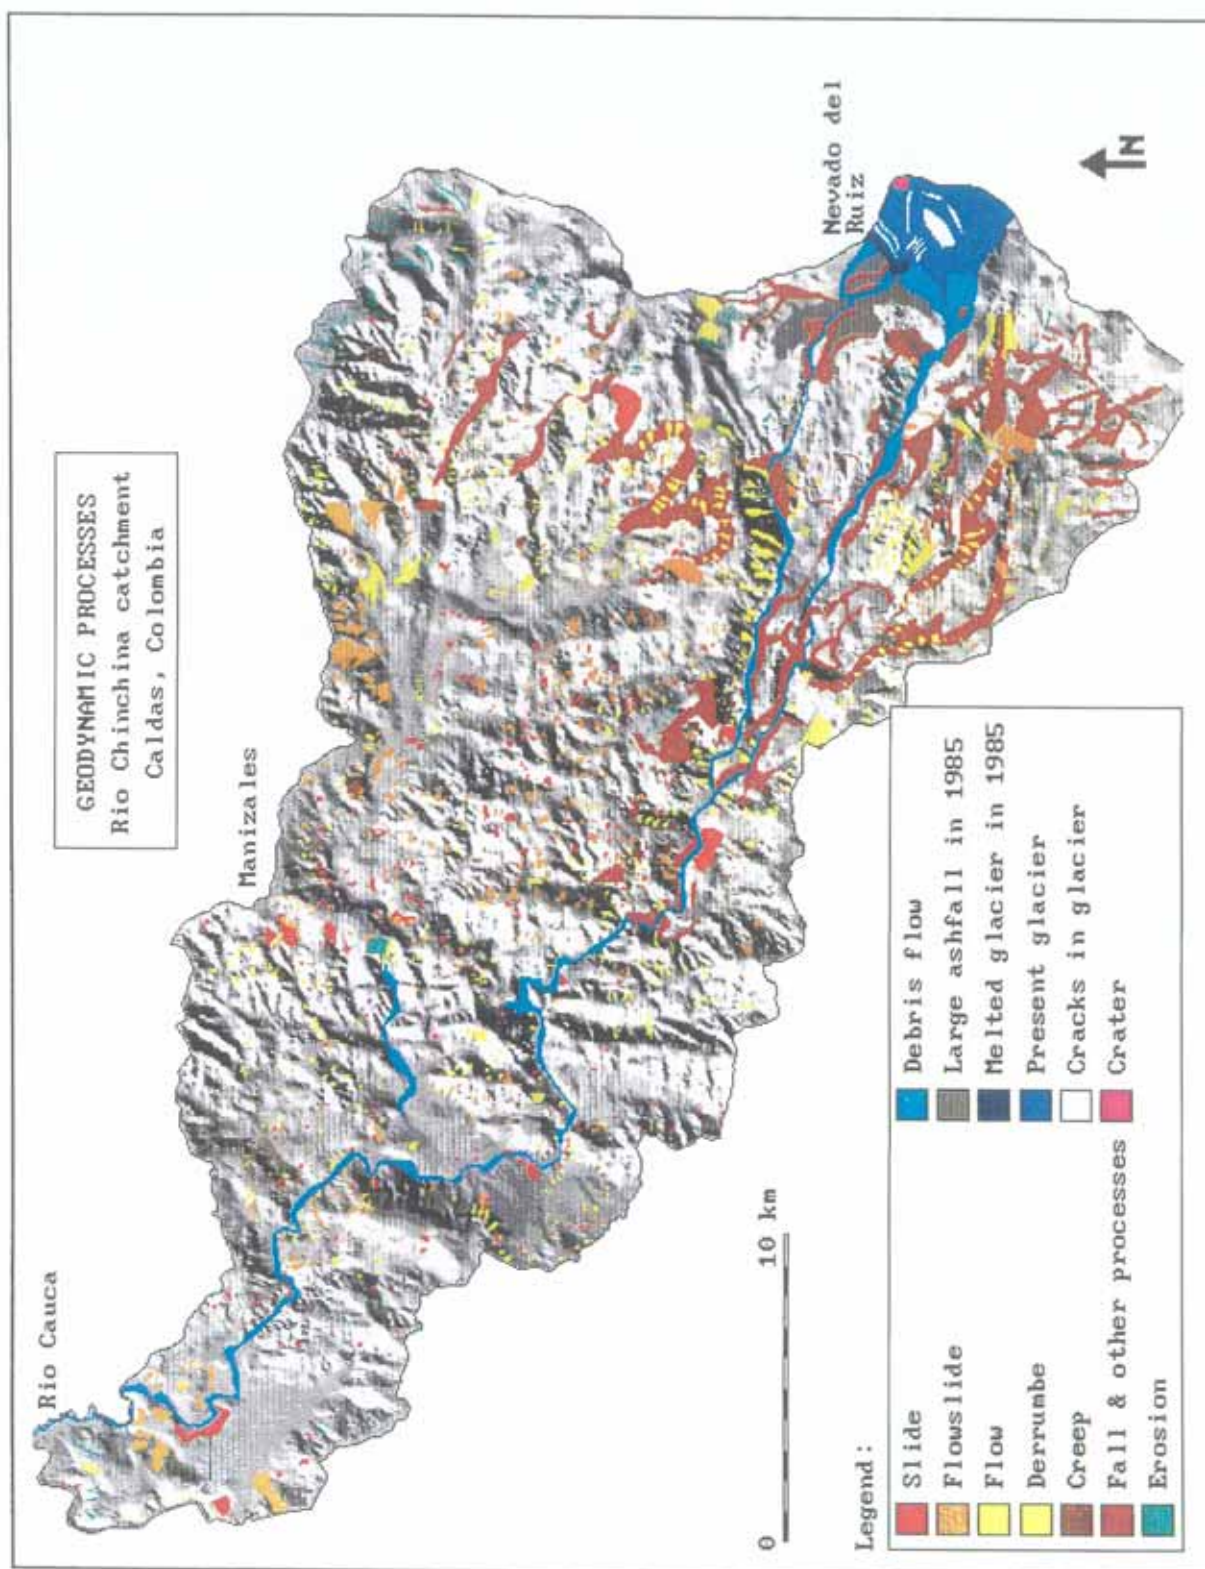 GEODYNAMIC PROCESSES
Rio Chinchina catchment
Caldas, Colombia
Rio Cauca
Manizales
Nevado del
Ruiz
N
0
10 km
Legend:
Slide
Flowslide
Flow
Derrumbe
Creep
Fall & other processes
Erosion
Debris flow
Large ashfall in 1985
Melted glacier in 1985
Present glacier
Cracks in glacier
Crater